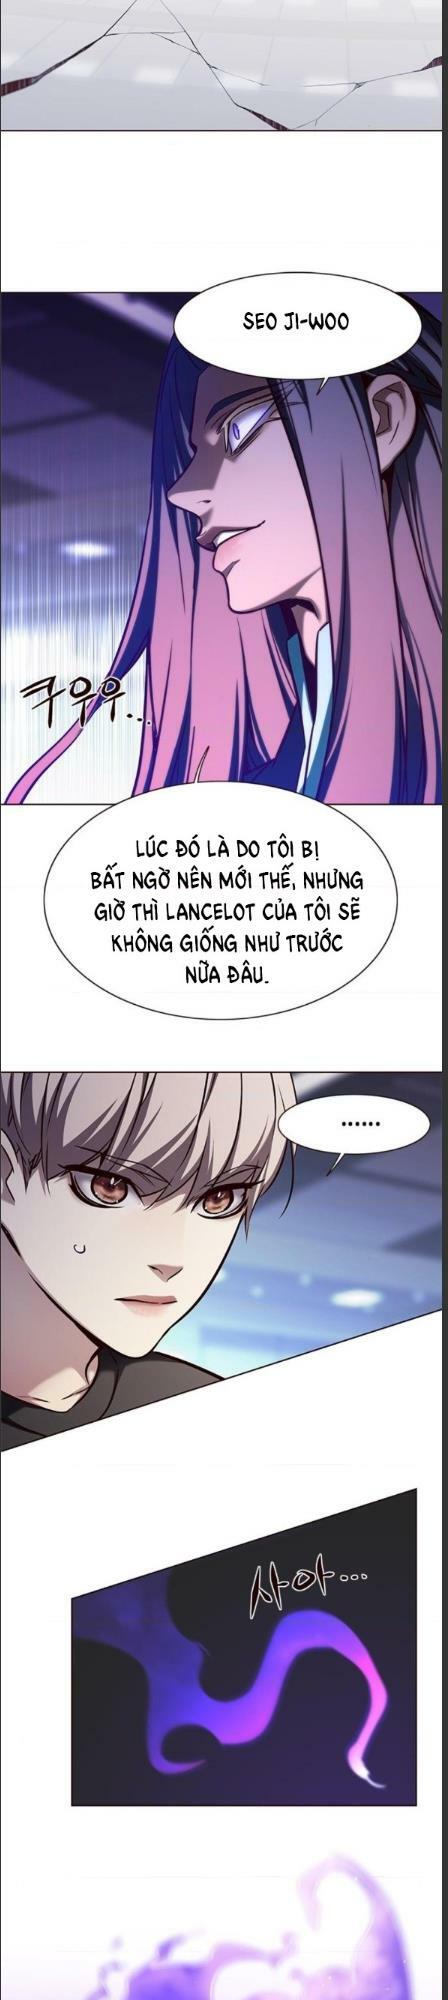 SEO JI-WOO
쿠우우...
LÚC ĐÓ LÀ DO TÔI BỊ
BẤT NGỜ NÊN MỚI THẾ, NHƯNG
GIỜ THÌ LANCELOT CỦA TÔI SẼ
KHÔNG GIỐNG NHƯ TRƯỚC
NỮA ĐÂU.
......
사아...